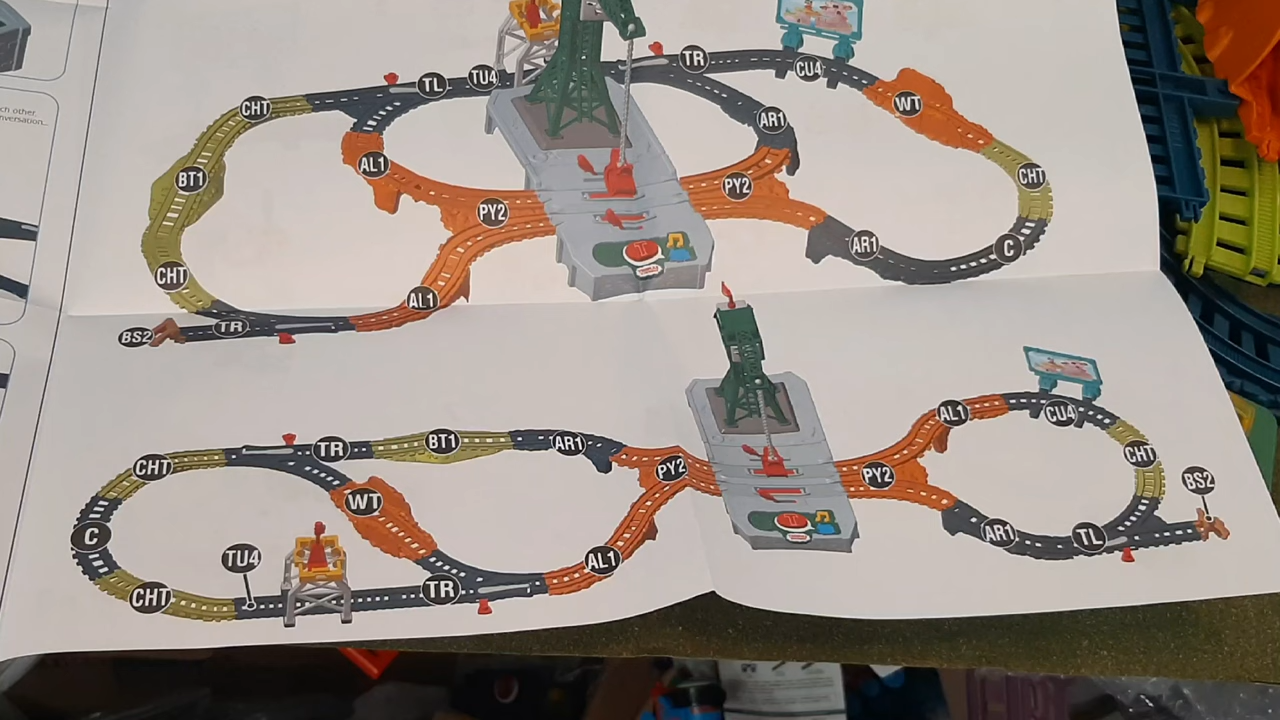 ch other.
nversation...
TL
TU4
TR
CU4
CHT
WT
AR1
AL1
BT1
CHT
PY2
PY2
AR1
C
CHT
AL1
BS2
TR
AL1
CU4
TR
BT1
AR1
CHT
CHT
PY2
PY2
BS2
WT
C
AR1
TL
TU4
AL1
TR
CHT
T
T